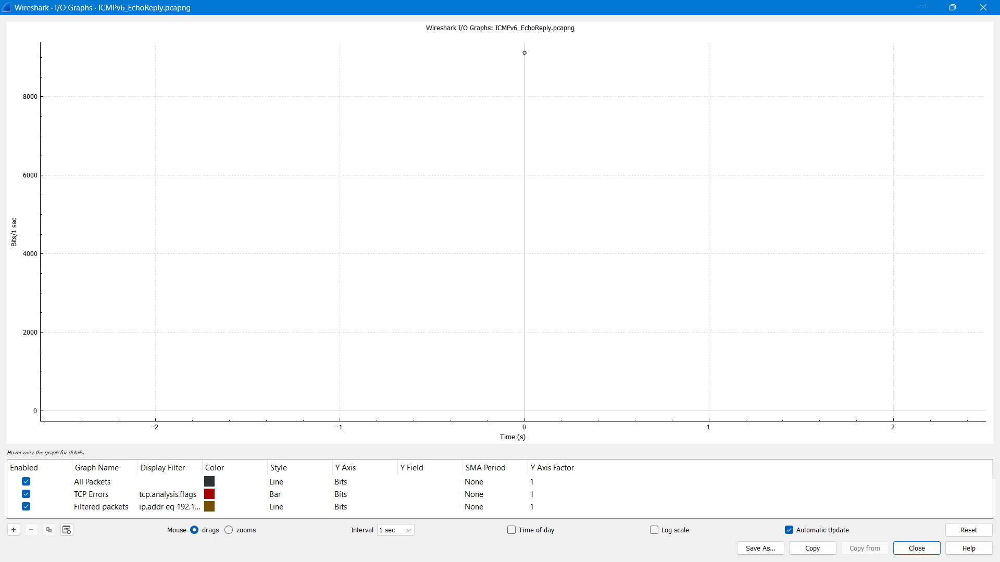 Wireshark · I/O Graphs · ICMPv6_EchoReply.pcapng
Wireshark I/O Graphs: ICMPv6_EchoReply.pcapng
8000
6000
4000
2000
0
Bits/1 sec
-2 -1 0 1 2
Time (s)
Hover over the graph for details.
Enabled Graph Name Display Filter Color Style Y Axis Y Field SMA Period Y Axis Factor
All Packets Line Bits None 1
TCP Errors tcp.analysis.flags Bar Bits None 1
Filtered packets ip.addr eq 192.1... Line Bits None 1
Mouse drags zooms Interval 1 sec Time of day Log scale Automatic Update Reset
Save As... Copy Copy from Close Help